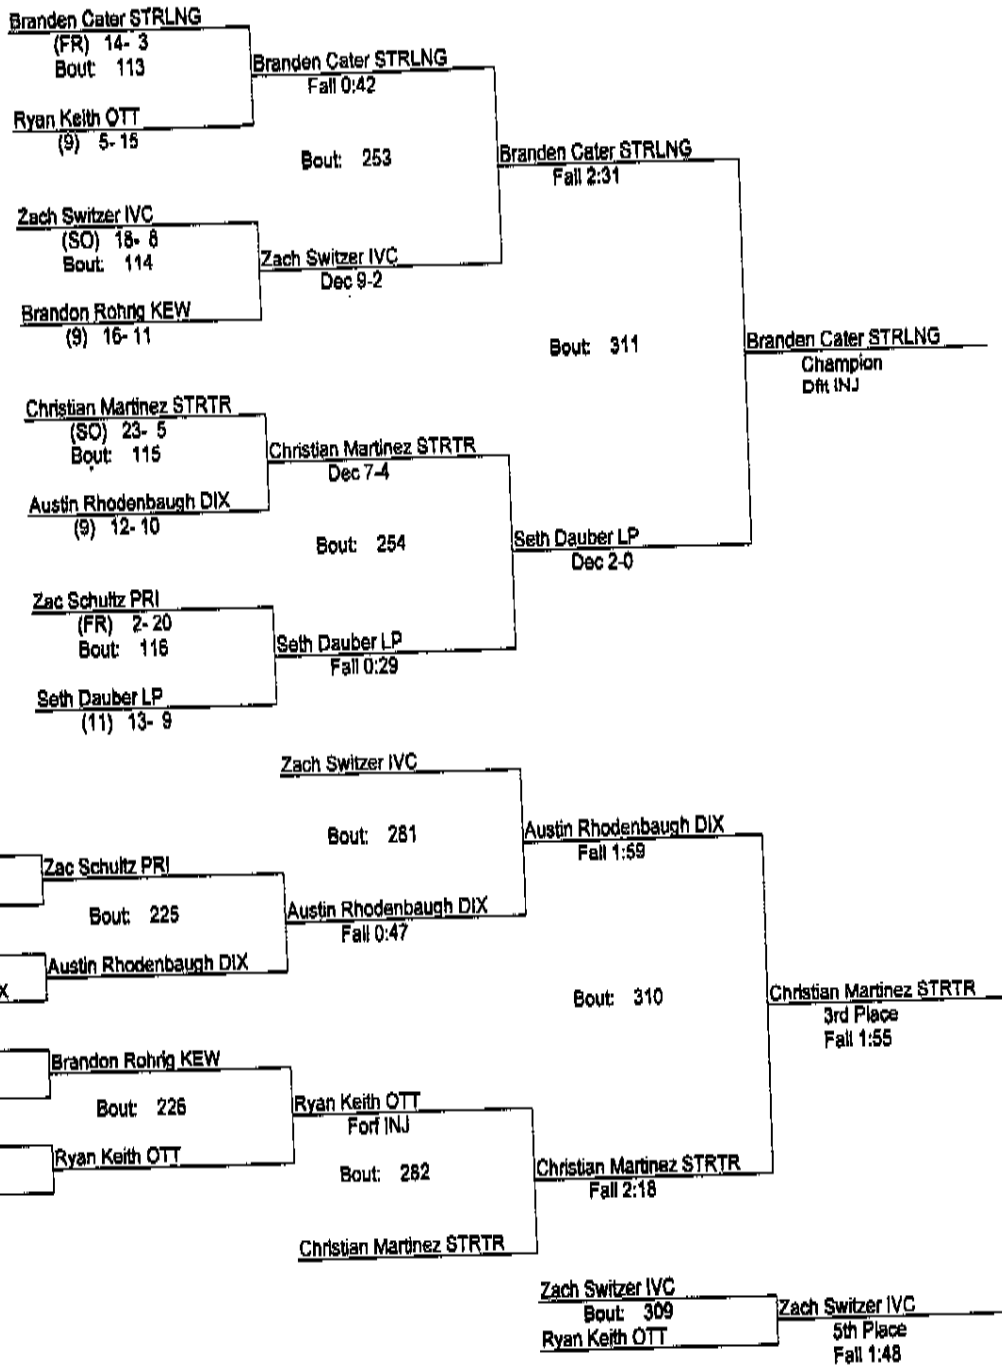 Branden Cater STRLNG
(FR) 14- 3
Bout: 113
Branden Cater STRLNG
Fall 0:42
Ryan Keith OTT
(9) 5- 15
Bout: 253
Branden Cater STRLNG
Fall 2:31
Zach Switzer IVC
(SO) 18- 8
Bout: 114
Zach Switzer IVC
Dec 9-2
Brandon Rohrig KEW
(9) 16- 11
Bout: 311
Branden Cater STRLNG
Champion
Dflt INJ
Christian Martinez STRTR
(SO) 23- 5
Bout: 115
Christian Martinez STRTR
Dec 7-4
Austin Rhodenbaugh DIX
(9) 12- 10
Bout: 254
Seth Dauber LP
Dec 2-0
Zac Schultz PRI
(FR) 2- 20
Bout: 116
Seth Dauber LP
Fall 0:29
Seth Dauber LP
(11) 13- 9
Zach Switzer IVC
Bout: 281
Austin Rhodenbaugh DIX
Fall 1:59
Zac Schultz PRI
Bout: 225
Austin Rhodenbaugh DIX
Fall 0:47
Austin Rhodenbaugh DIX
X
Bout: 310
Christian Martinez STRTR
3rd Place
Fall 1:55
Brandon Rohrig KEW
Bout: 226
Ryan Keith OTT
Forf INJ
Ryan Keith OTT
Bout: 282
Christian Martinez STRTR
Fall 2:18
Christian Martinez STRTR
Zach Switzer IVC
Bout: 309
Ryan Keith OTT
Zach Switzer IVC
5th Place
Fall 1:48